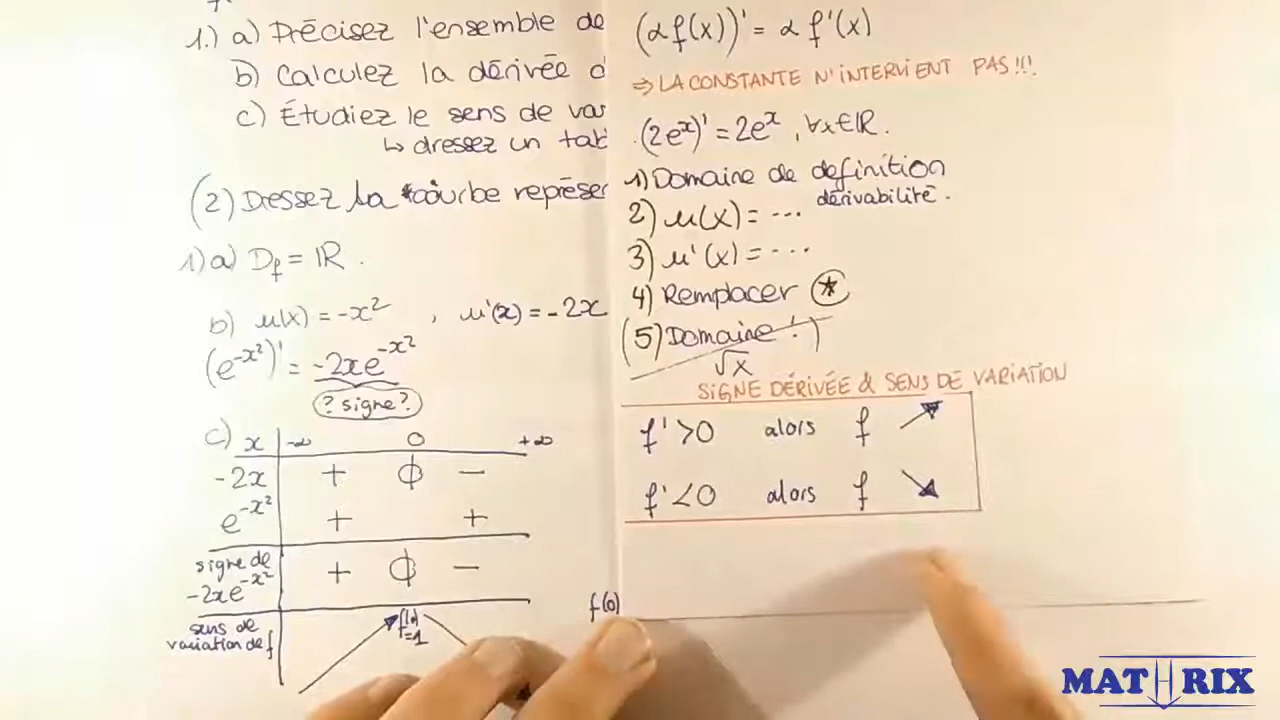 1.) a) Précisez l'ensemble de
b) Calculez la dérivée d
c) Étudiez le sens de var
↳ dressez un tab
(2) Dressez la courbe représen
1) a) Df = ℝ.
b) u(x) = -x², u'(x) = -2x
(e^-x²)' = -2xe^-x²
? signe?
c) x -∞ 0 +∞
-2x + 0 -
e^-x² + +
signe de
-2xe^-x² + 0 -
sens de
variation de f
f(0)
=1
f(0)
(αf(x))' = αf'(x)
⇒ LA CONSTANTE N'INTERVIENT PAS!!!
(2e^x)' = 2e^x, ∀x∈ℝ.
1) Domaine de définition
dérivabilité.
2) u(x) = ...
3) u'(x) = ...
4) Remplacer *
(5) Domaine ! )
√x
SIGNE DÉRIVÉE & SENS DE VARIATION
f' > 0 alors f ↗
f' < 0 alors f ↘
MATHRIX